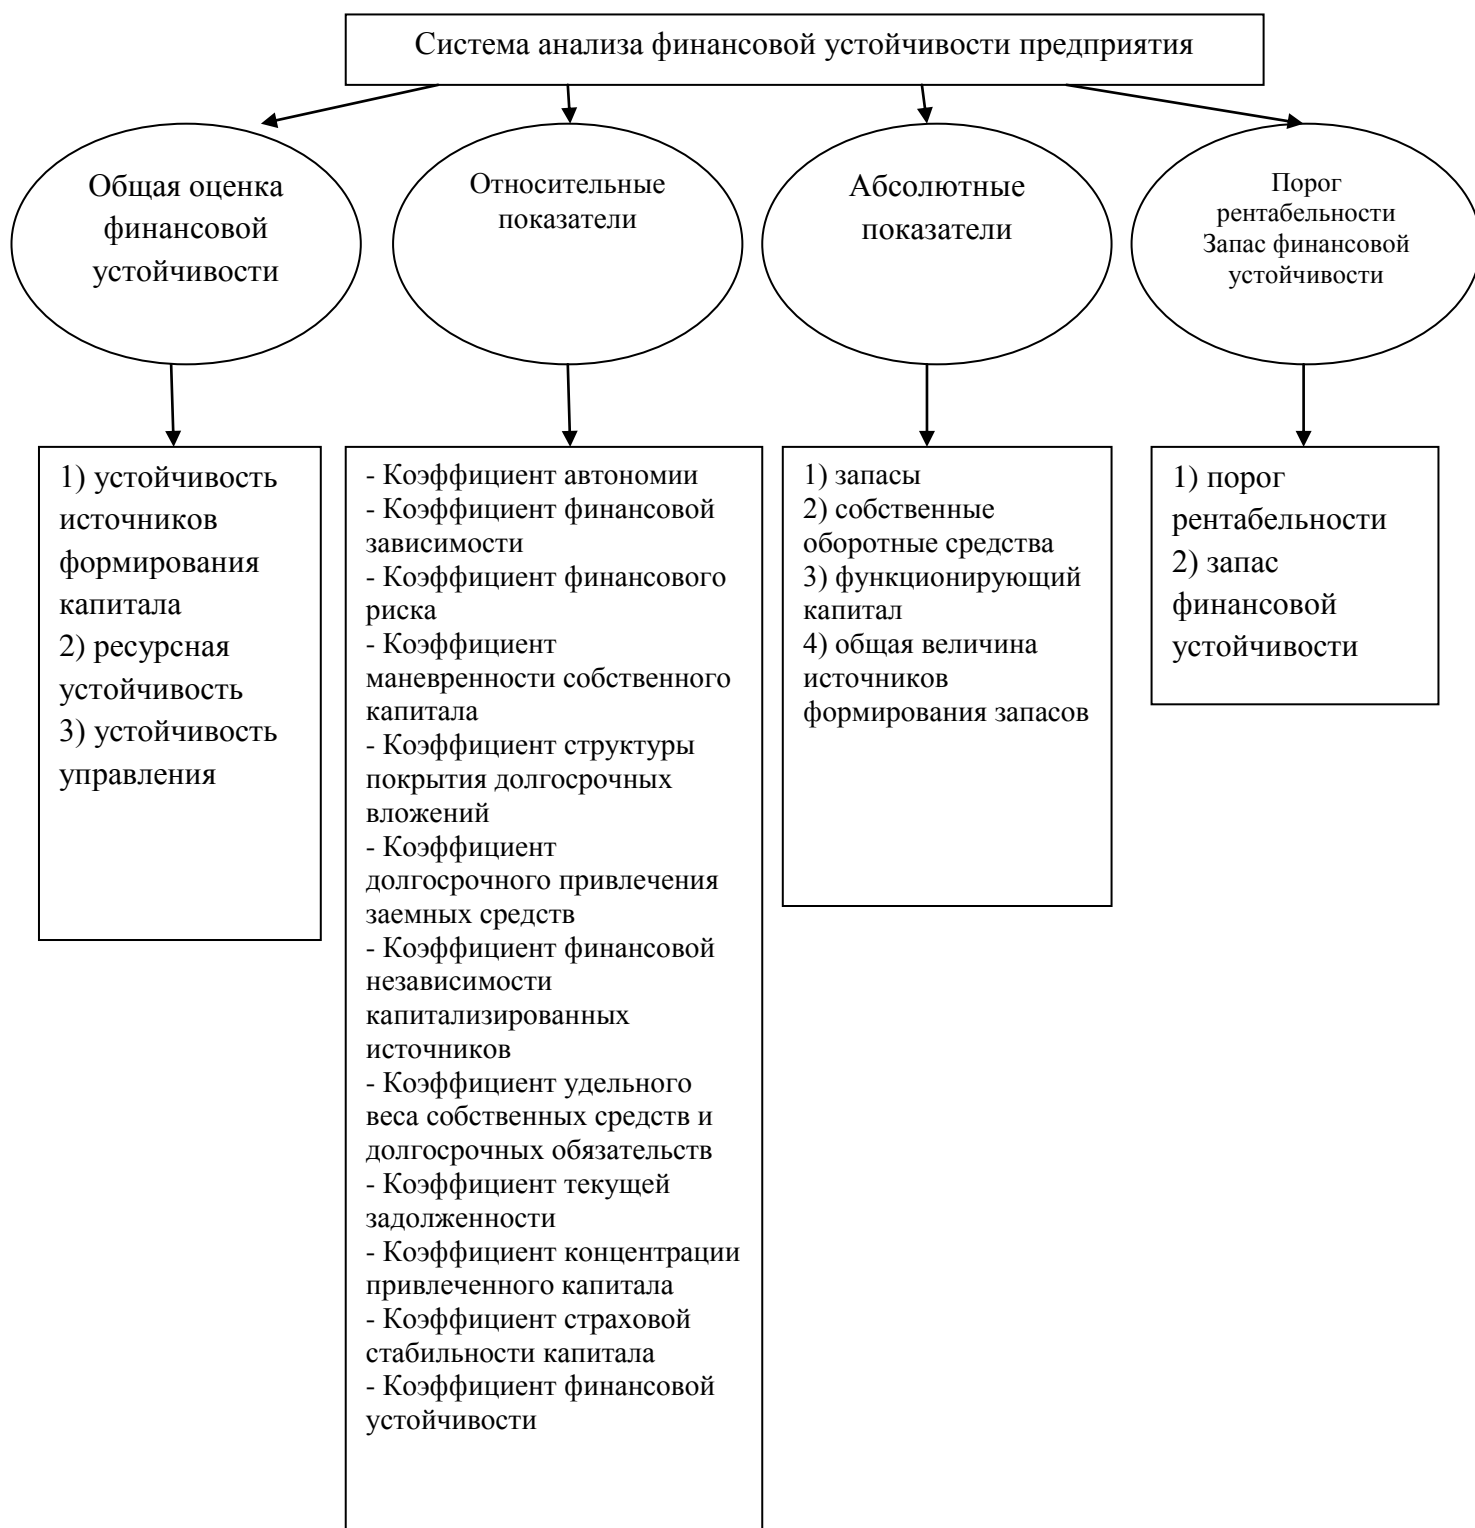 Система анализа финансовой устойчивости предприятия
Общая оценка
финансовой
устойчивости
Относительные
показатели
Абсолютные
показатели
Порог
рентабельности
Запас финансовой
устойчивости
1) устойчивость
источников
формирования
капитала
2) ресурсная
устойчивость
3) устойчивость
управления
- Коэффициент автономии
- Коэффициент финансовой
зависимости
- Коэффициент финансового
риска
- Коэффициент
маневренности собственного
капитала
- Коэффициент структуры
покрытия долгосрочных
вложений
- Коэффициент
долгосрочного привлечения
заемных средств
- Коэффициент финансовой
независимости
капитализированных
источников
- Коэффициент удельного
веса собственных средств и
долгосрочных обязательств
- Коэффициент текущей
задолженности
- Коэффициент концентрации
привлеченного капитала
- Коэффициент страховой
стабильности капитала
- Коэффициент финансовой
устойчивости
1) запасы
2) собственные
оборотные средства
3) функционирующий
капитал
4) общая величина
источников
формирования запасов
1) порог
рентабельности
2) запас
финансовой
устойчивости